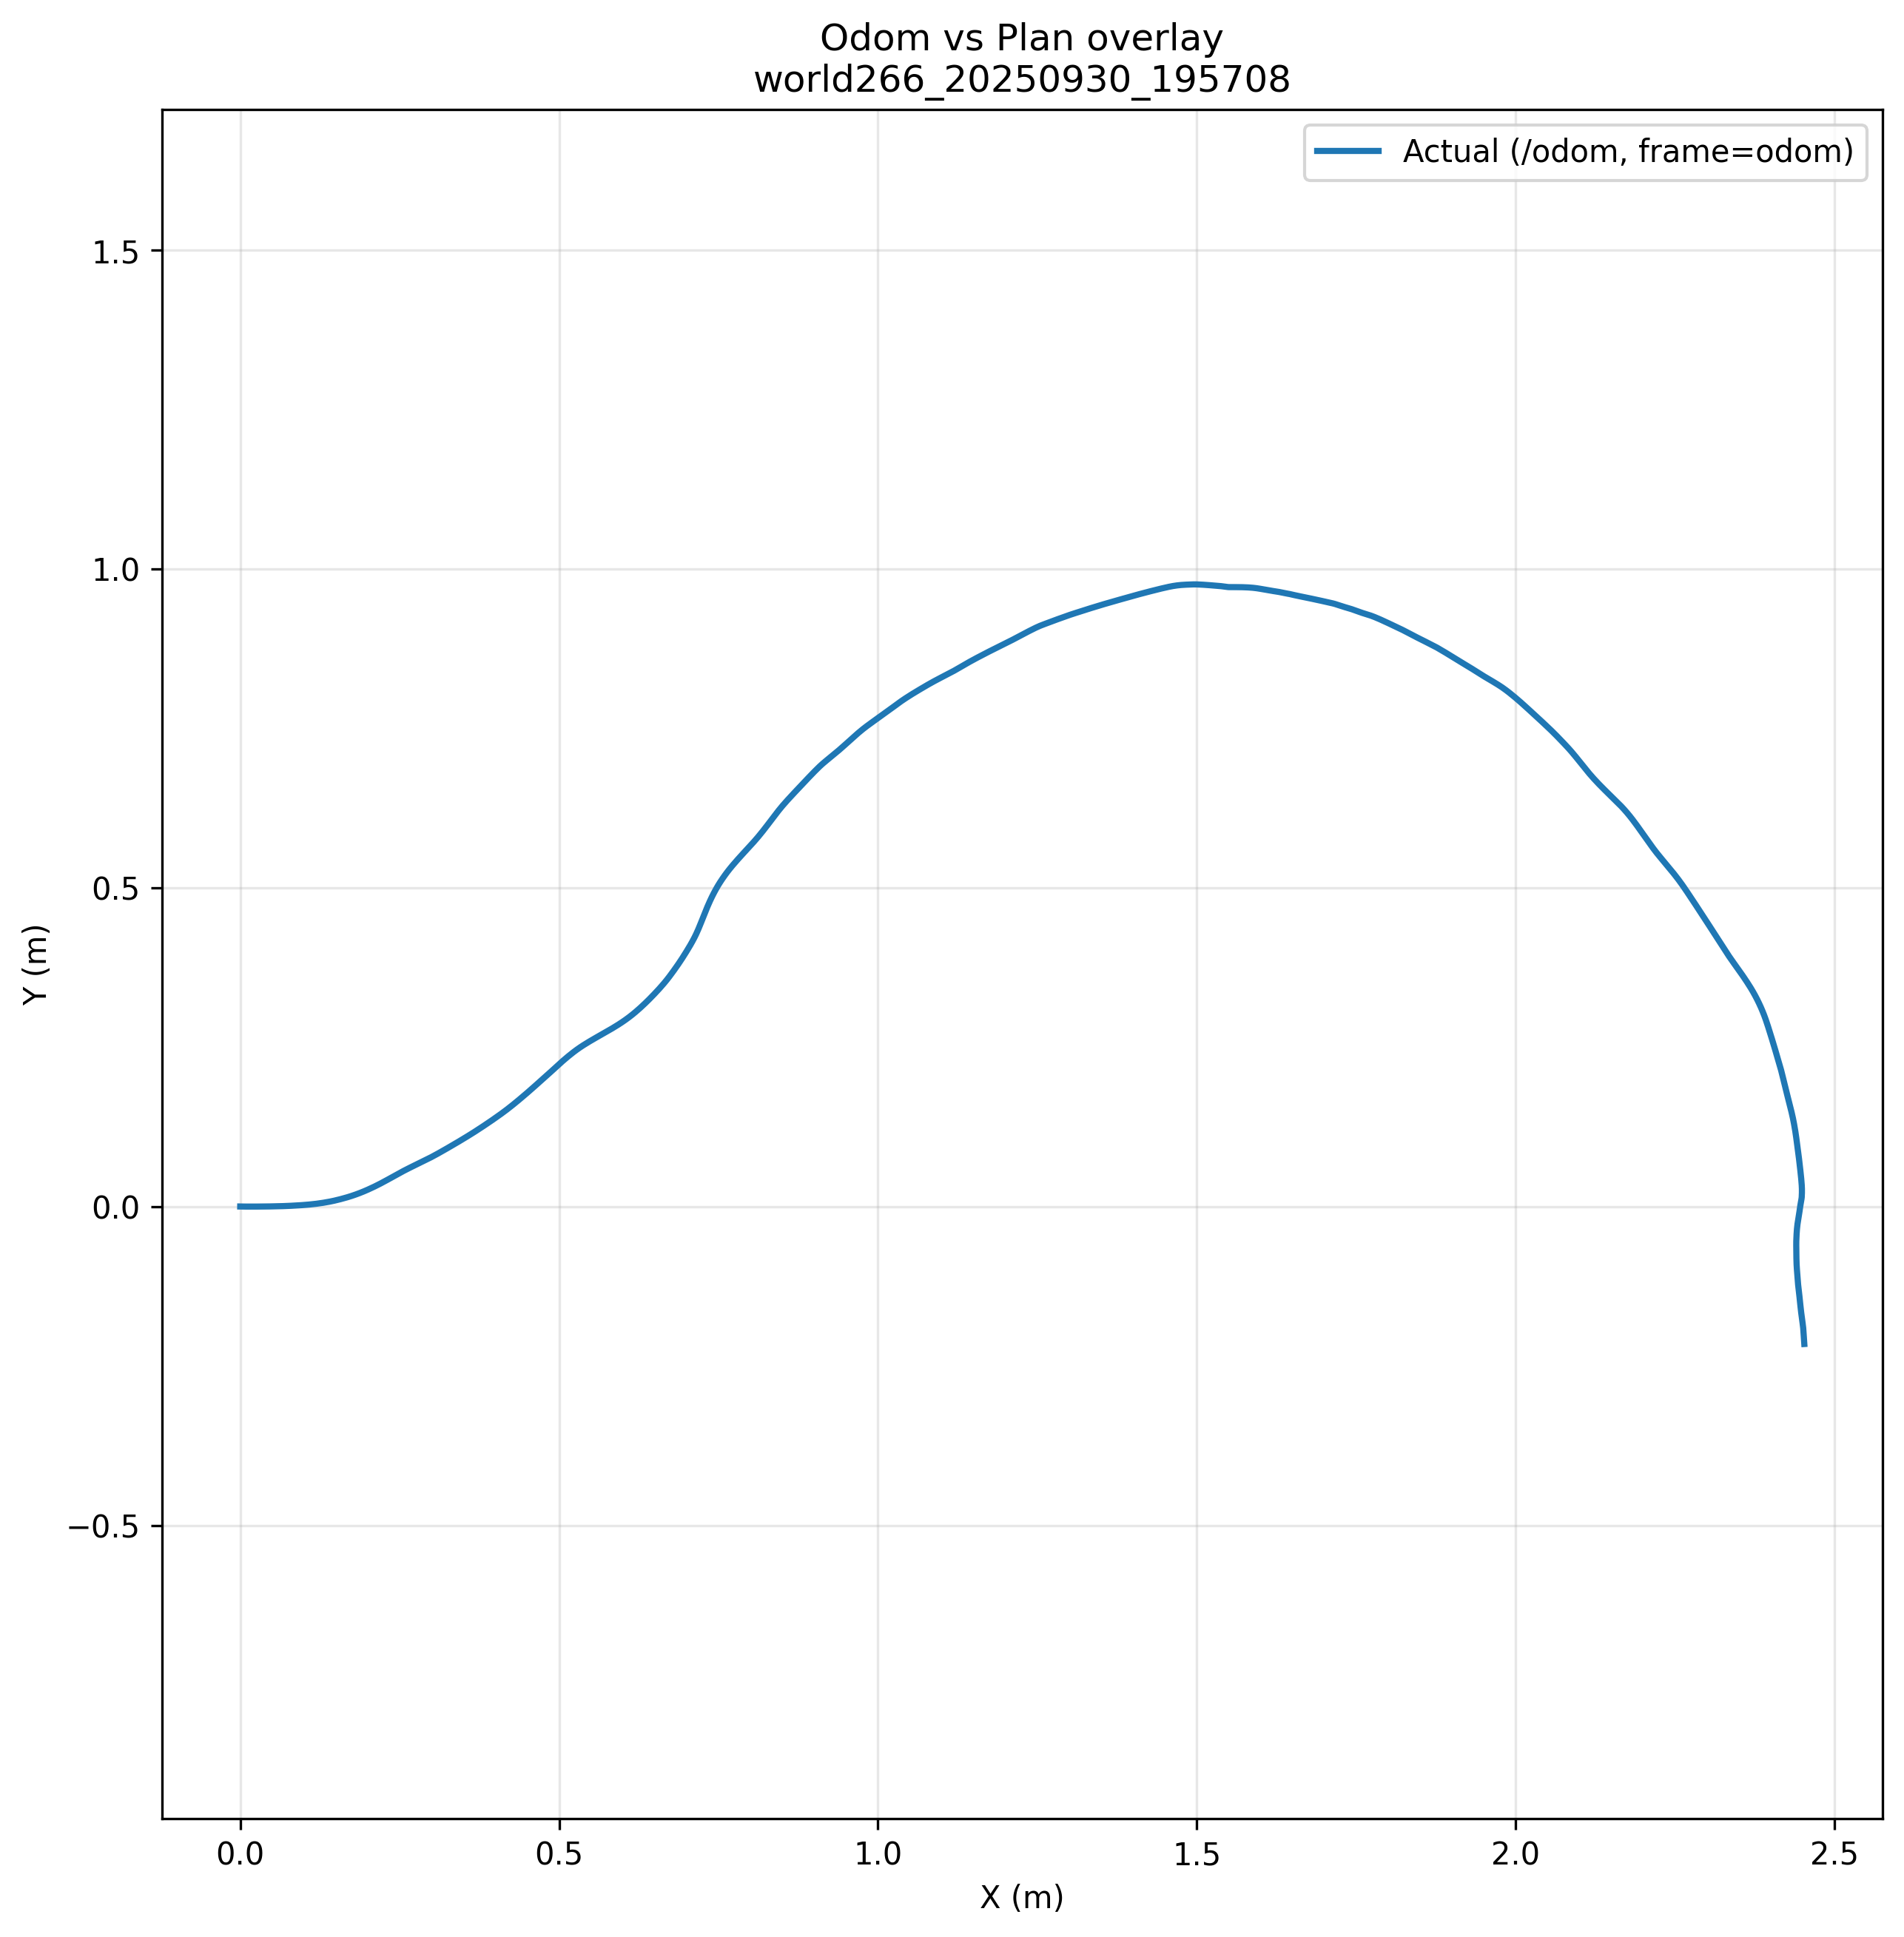 Odom vs Plan overlay
world266_20250930_195708
Actual (/odom, frame=odom)
1.5
1.0
0.5
0.0
−0.5
Y (m)
0.0 0.5 1.0 1.5 2.0 2.5
X (m)